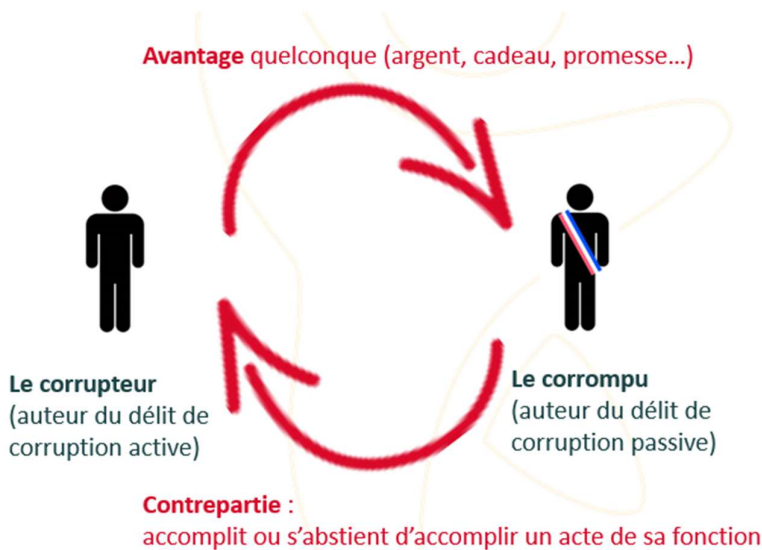 Avantage quelconque (argent, cadeau, promesse…)
Le corrupteur
(auteur du délit de
corruption active)
Le corrompu
(auteur du délit de
corruption passive)
Contrepartie :
accomplit ou s’abstient d’accomplir un acte de sa fonction